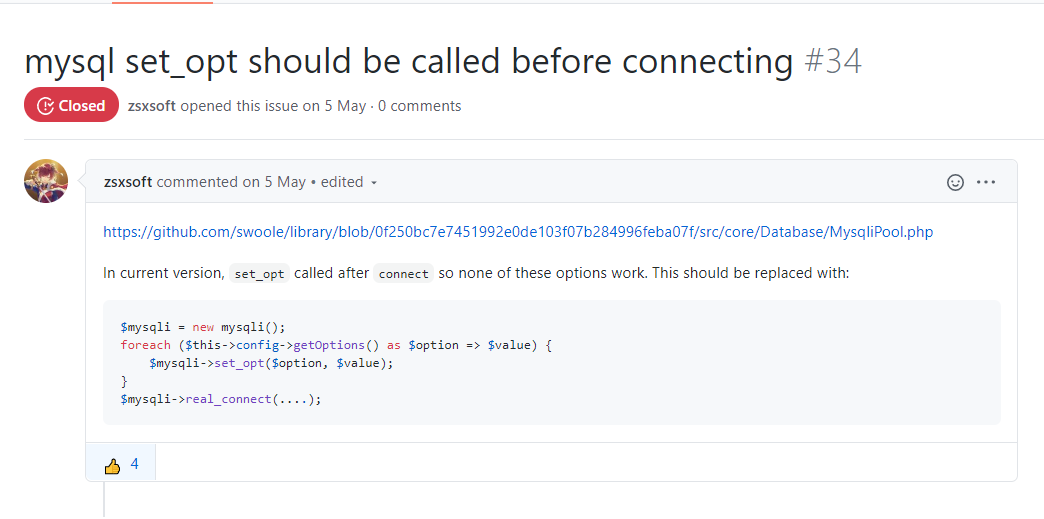 mysql set_opt should be called before connecting #34
Closed zsxsoft opened this issue on 5 May · 0 comments
zsxsoft commented on 5 May • edited
https://github.com/swoole/library/blob/0f250bc7e7451992e0de103f07b284996feba07f/src/core/Database/MysqliPool.php
In current version, set_opt called after connect so none of these options work. This should be replaced with:
$mysqli = new mysqli();
foreach ($this->config->getOptions() as $option => $value) {
    $mysqli->set_opt($option, $value);
}
$mysqli->real_connect(....);
4